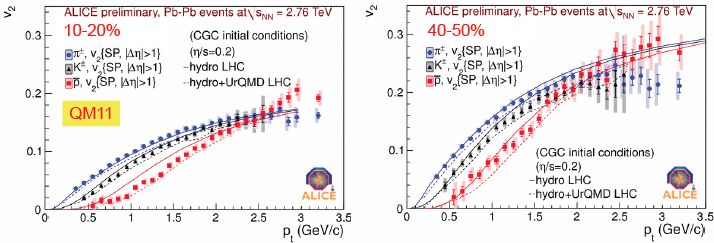 ALICE preliminary, Pb-Pb events at √sNN = 2.76 TeV
v2
10-20%
(CGC initial conditions)
(η/s=0.2)
π±, v2{SP, |Δη|>1}
K±, v2{SP, |Δη|>1}
p̅, v2{SP, |Δη|>1}
hydro LHC
hydro+UrQMD LHC
QM11
0.3
0.2
0.1
0
ALICE
0 0.5 1 1.5 2 2.5 3 3.5
pt (GeV/c)
ALICE preliminary, Pb-Pb events at √sNN = 2.76 TeV
v2
40-50%
π±, v2{SP, |Δη|>1}
K±, v2{SP, |Δη|>1}
p̅, v2{SP, |Δη|>1}
0.3
0.2
0.1
0
(CGC initial conditions)
(η/s=0.2)
hydro LHC
hydro+UrQMD LHC
ALICE
0 0.5 1 1.5 2 2.5 3 3.5
pt (GeV/c)